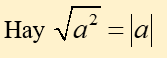 Hay √a² = |a|